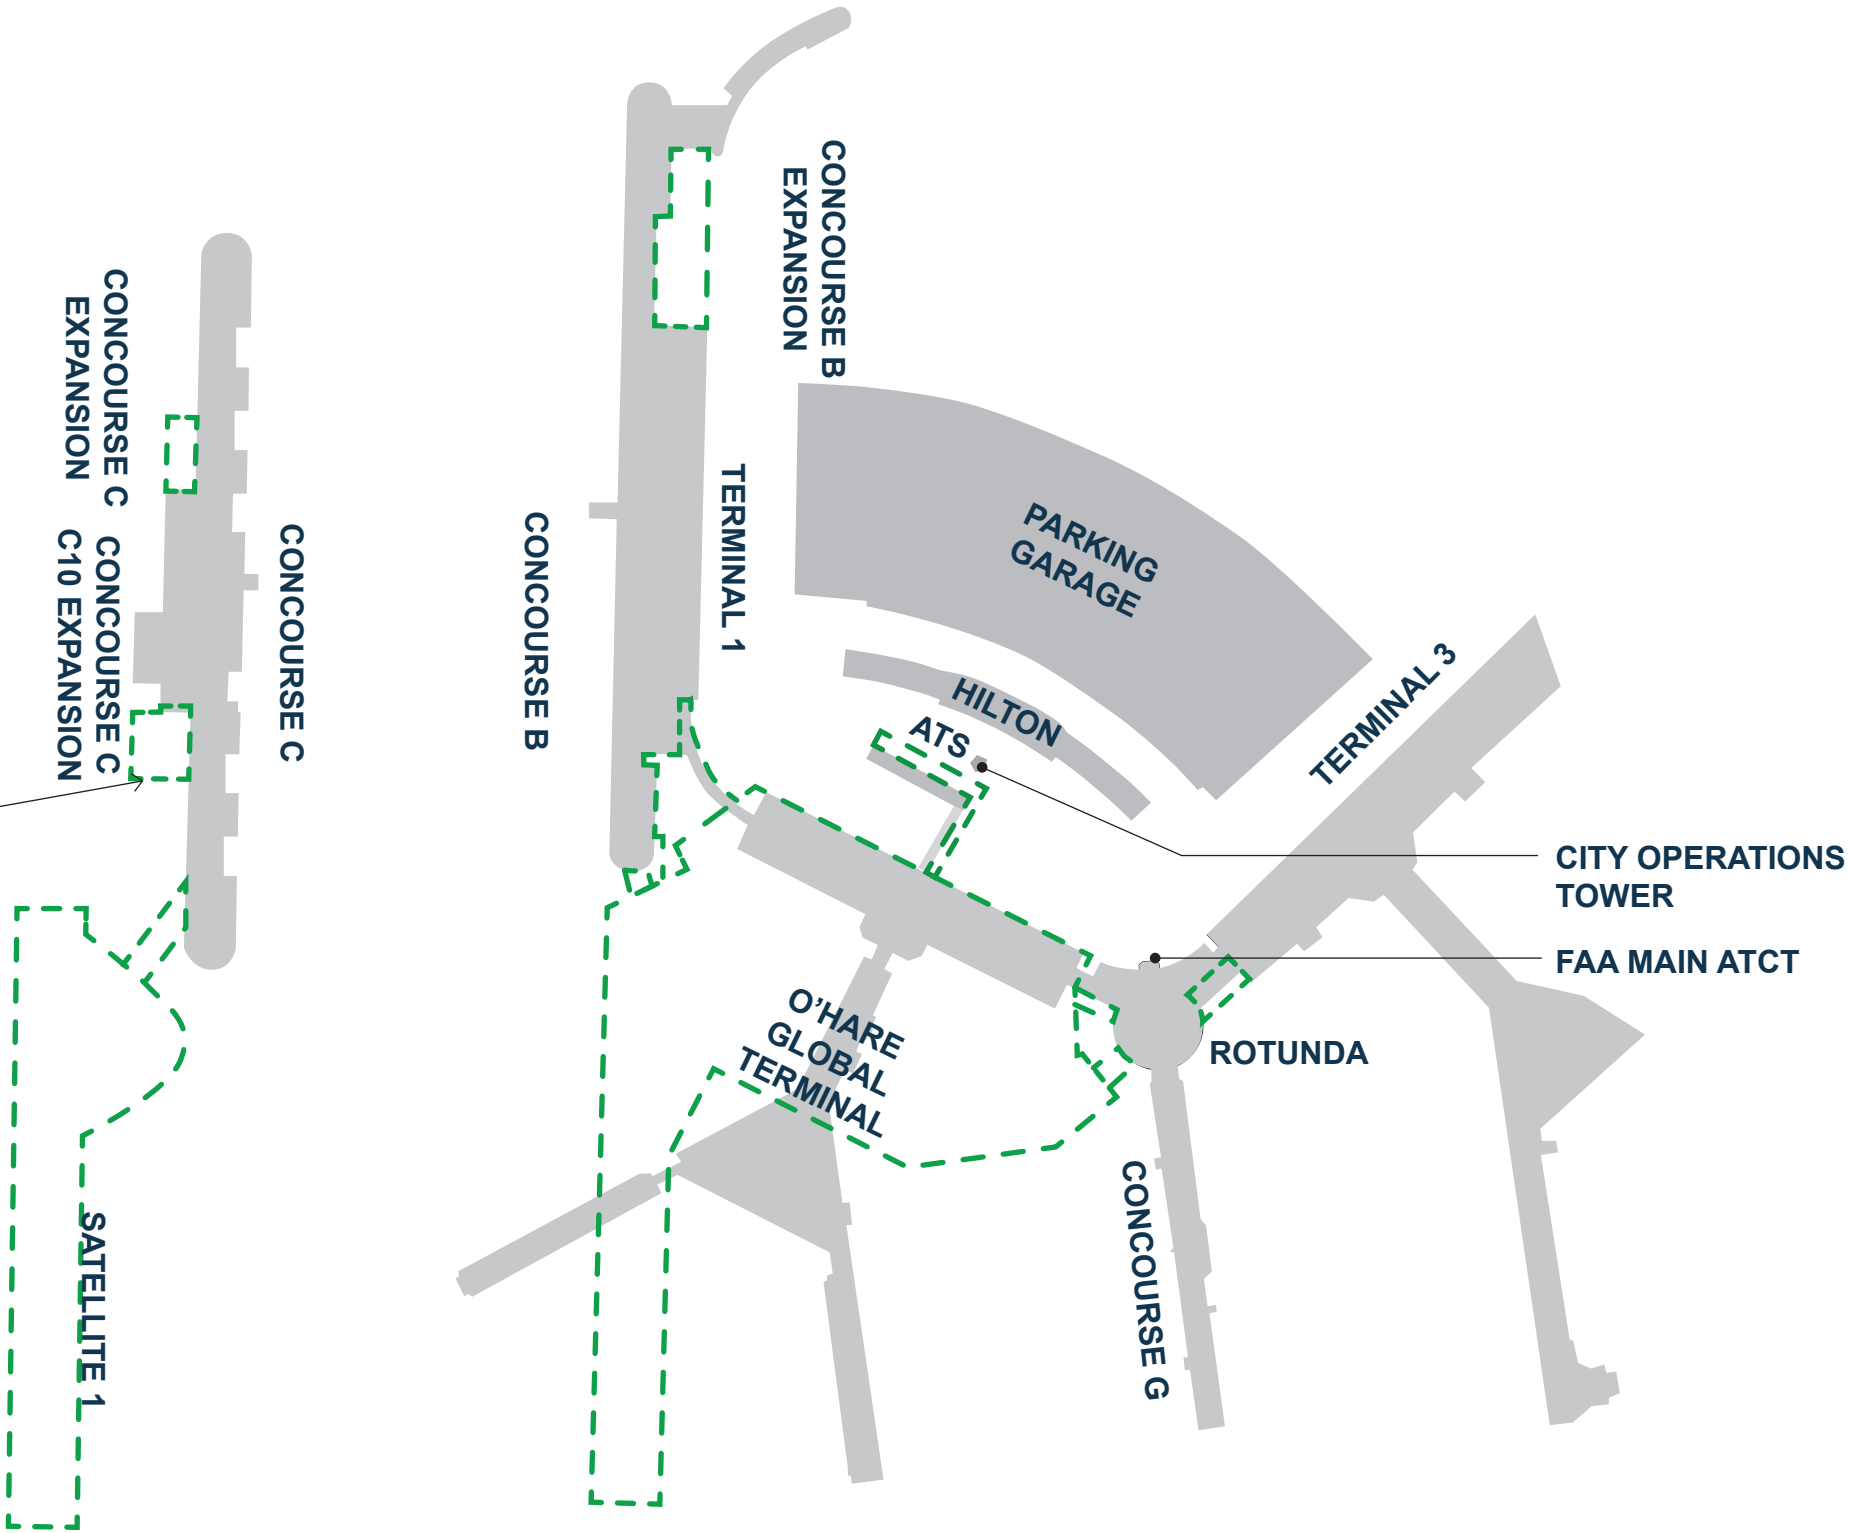 CONCOURSE B
EXPANSION
CONCOURSE C
EXPANSION
CONCOURSE C
C10 EXPANSION
CONCOURSE C
CONCOURSE B
TERMINAL 1
PARKING
GARAGE
HILTON
ATS
TERMINAL 3
CITY OPERATIONS
TOWER
FAA MAIN ATCT
ROTUNDA
O’HARE
GLOBAL
TERMINAL
CONCOURSE G
SATELLITE 1